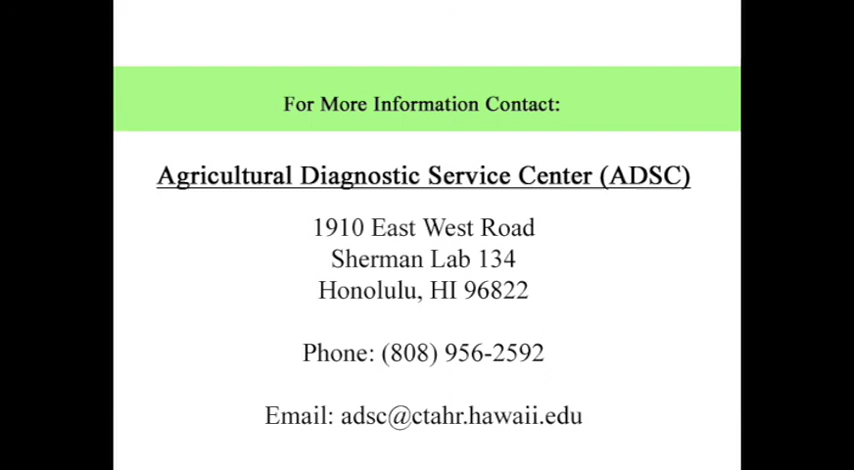 For More Information Contact:
Agricultural Diagnostic Service Center (ADSC)
1910 East West Road
Sherman Lab 134
Honolulu, HI 96822
Phone: (808) 956-2592
Email: adsc@ctahr.hawaii.edu